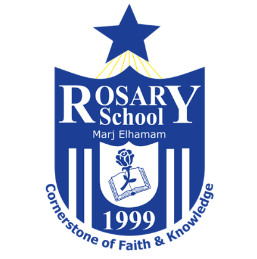 ROSARY
School
Marj Elhamam
1999
Cornerstone of Faith & Knowledge